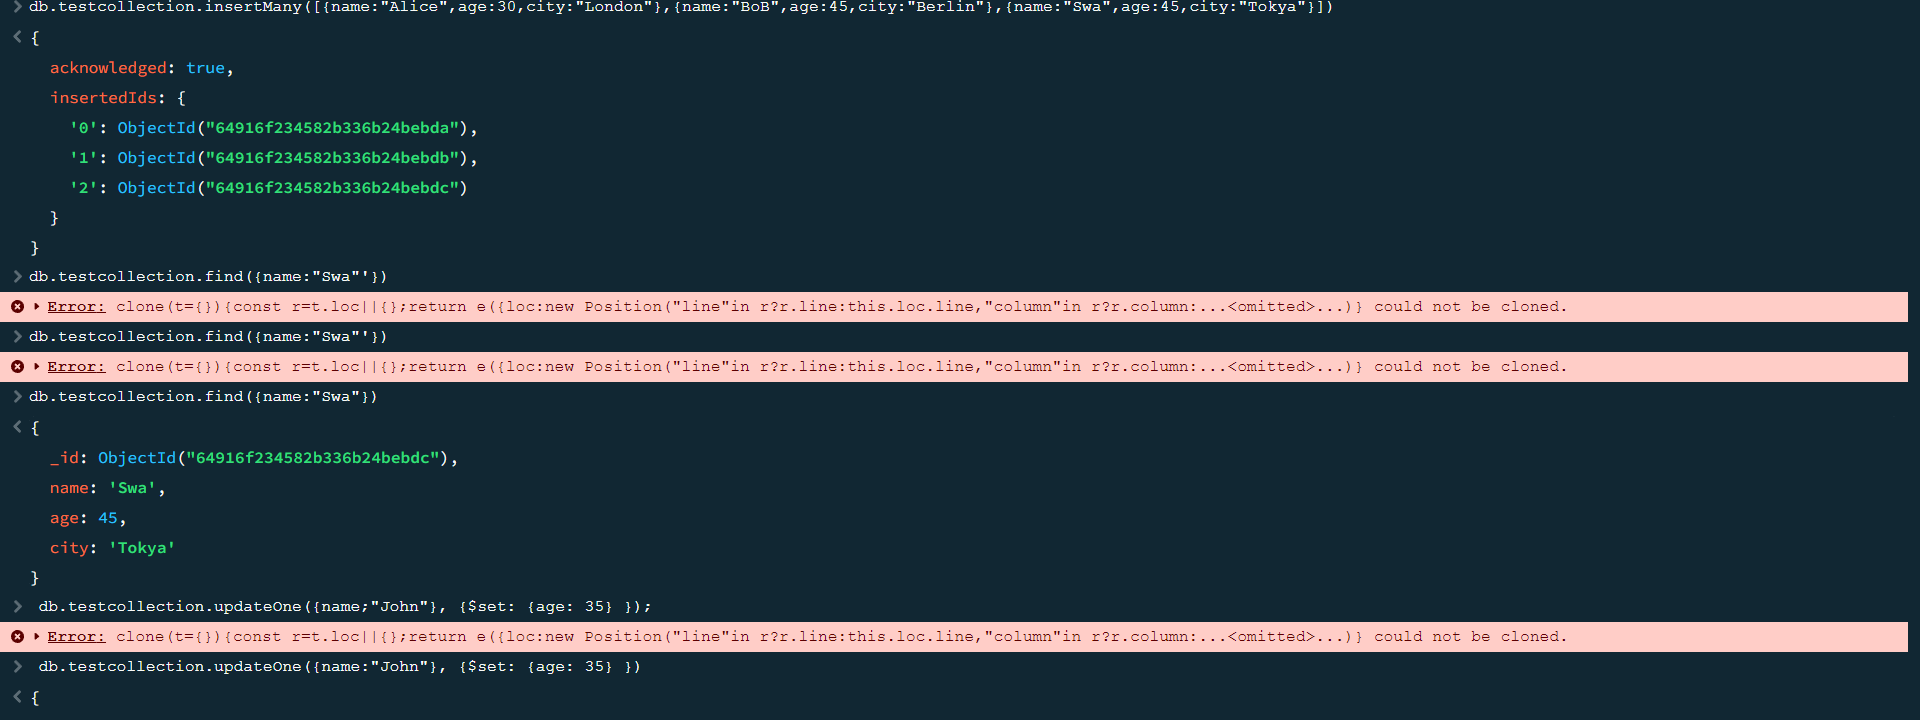 db.testcollection.insertMany([{name:"Alice",age:30,city:"London"},{name:"BoB",age:45,city:"Berlin"},{name:"Swa",age:45,city:"Tokya"}])
{
acknowledged: true,
insertedIds: {
'0': ObjectId("64916f234582b336b24bebda"),
'1': ObjectId("64916f234582b336b24bebdb"),
'2': ObjectId("64916f234582b336b24bebdc")
}
}
db.testcollection.find({name:"Swa"'})
Error: clone(t={}){const r=t.loc||{};return e({loc:new Position("line"in r?r.line:this.loc.line,"column"in r?r.column:...<omitted>...)} could not be cloned.
db.testcollection.find({name:"Swa"'})
Error: clone(t={}){const r=t.loc||{};return e({loc:new Position("line"in r?r.line:this.loc.line,"column"in r?r.column:...<omitted>...)} could not be cloned.
db.testcollection.find({name:"Swa"})
{
_id: ObjectId("64916f234582b336b24bebdc"),
name: 'Swa',
age: 45,
city: 'Tokya'
}
db.testcollection.updateOne({name;"John"}, {$set: {age: 35} });
Error: clone(t={}){const r=t.loc||{};return e({loc:new Position("line"in r?r.line:this.loc.line,"column"in r?r.column:...<omitted>...)} could not be cloned.
db.testcollection.updateOne({name:"John"}, {$set: {age: 35} })
{